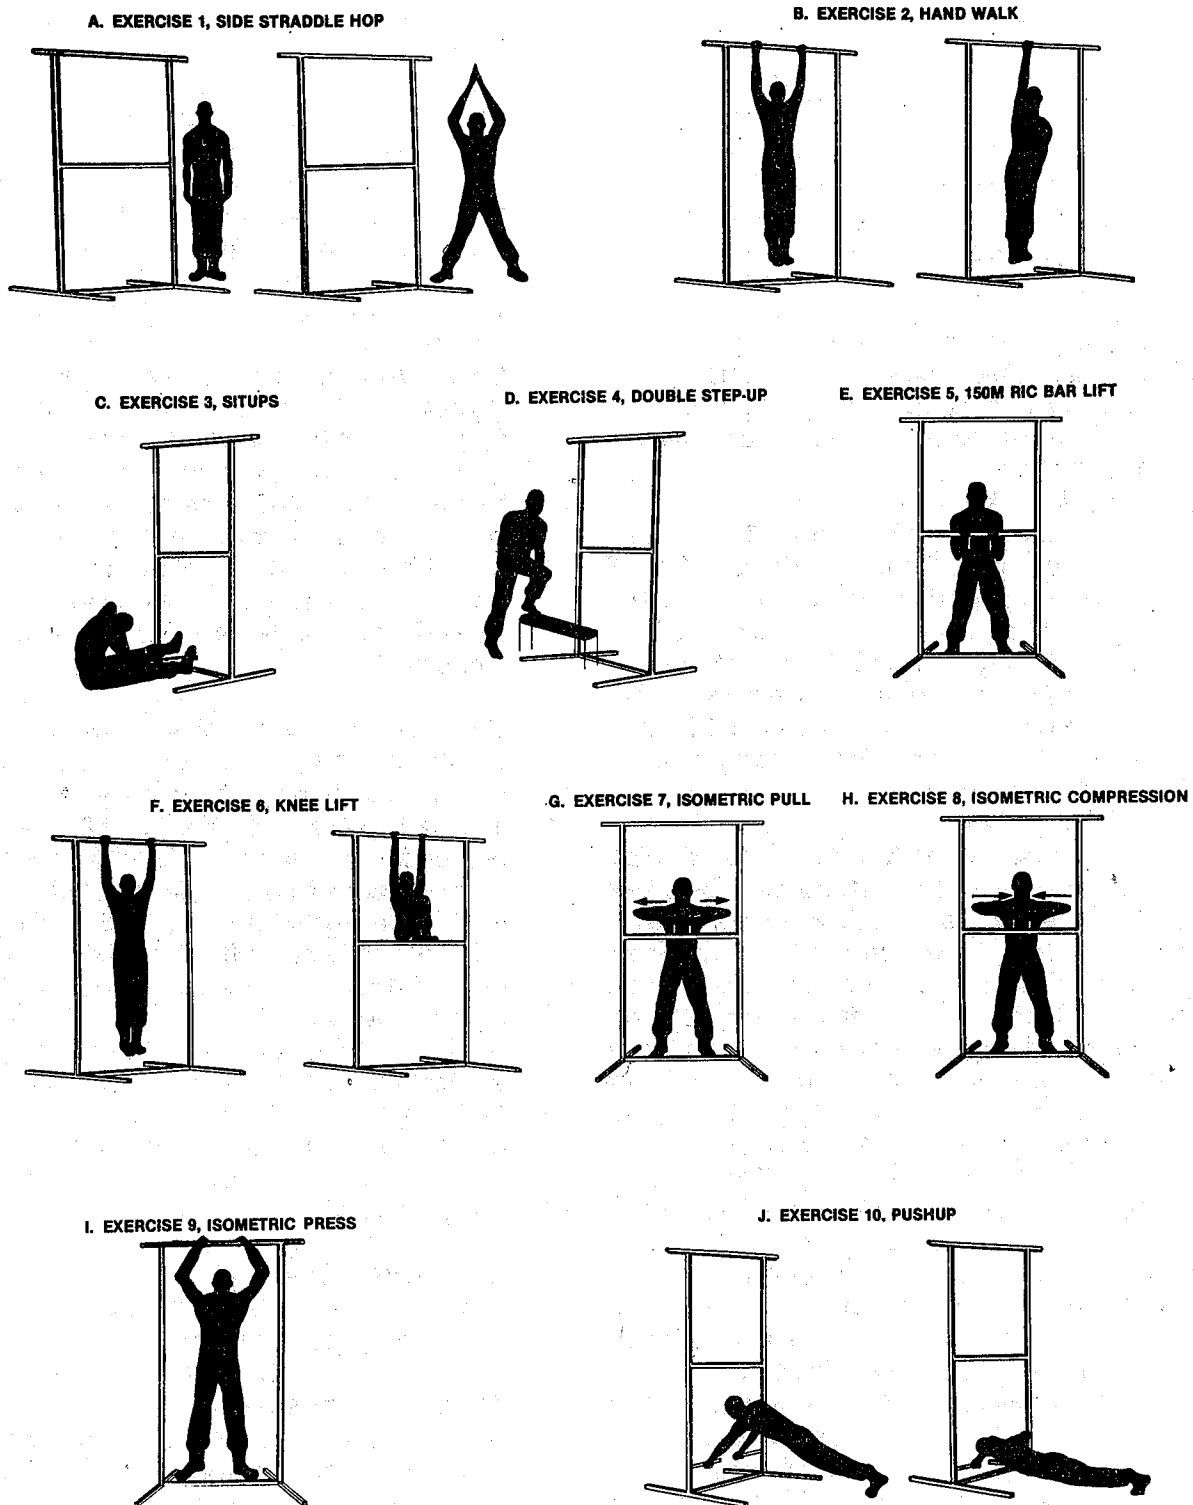 A. EXERCISE 1, SIDE STRADDLE HOP
B. EXERCISE 2, HAND WALK
C. EXERCISE 3, SITUPS
D. EXERCISE 4, DOUBLE STEP-UP
E. EXERCISE 5, 150M RIC BAR LIFT
F. EXERCISE 6, KNEE LIFT
G. EXERCISE 7, ISOMETRIC PULL
H. EXERCISE 8, ISOMETRIC COMPRESSION
I. EXERCISE 9, ISOMETRIC PRESS
J. EXERCISE 10, PUSHUP